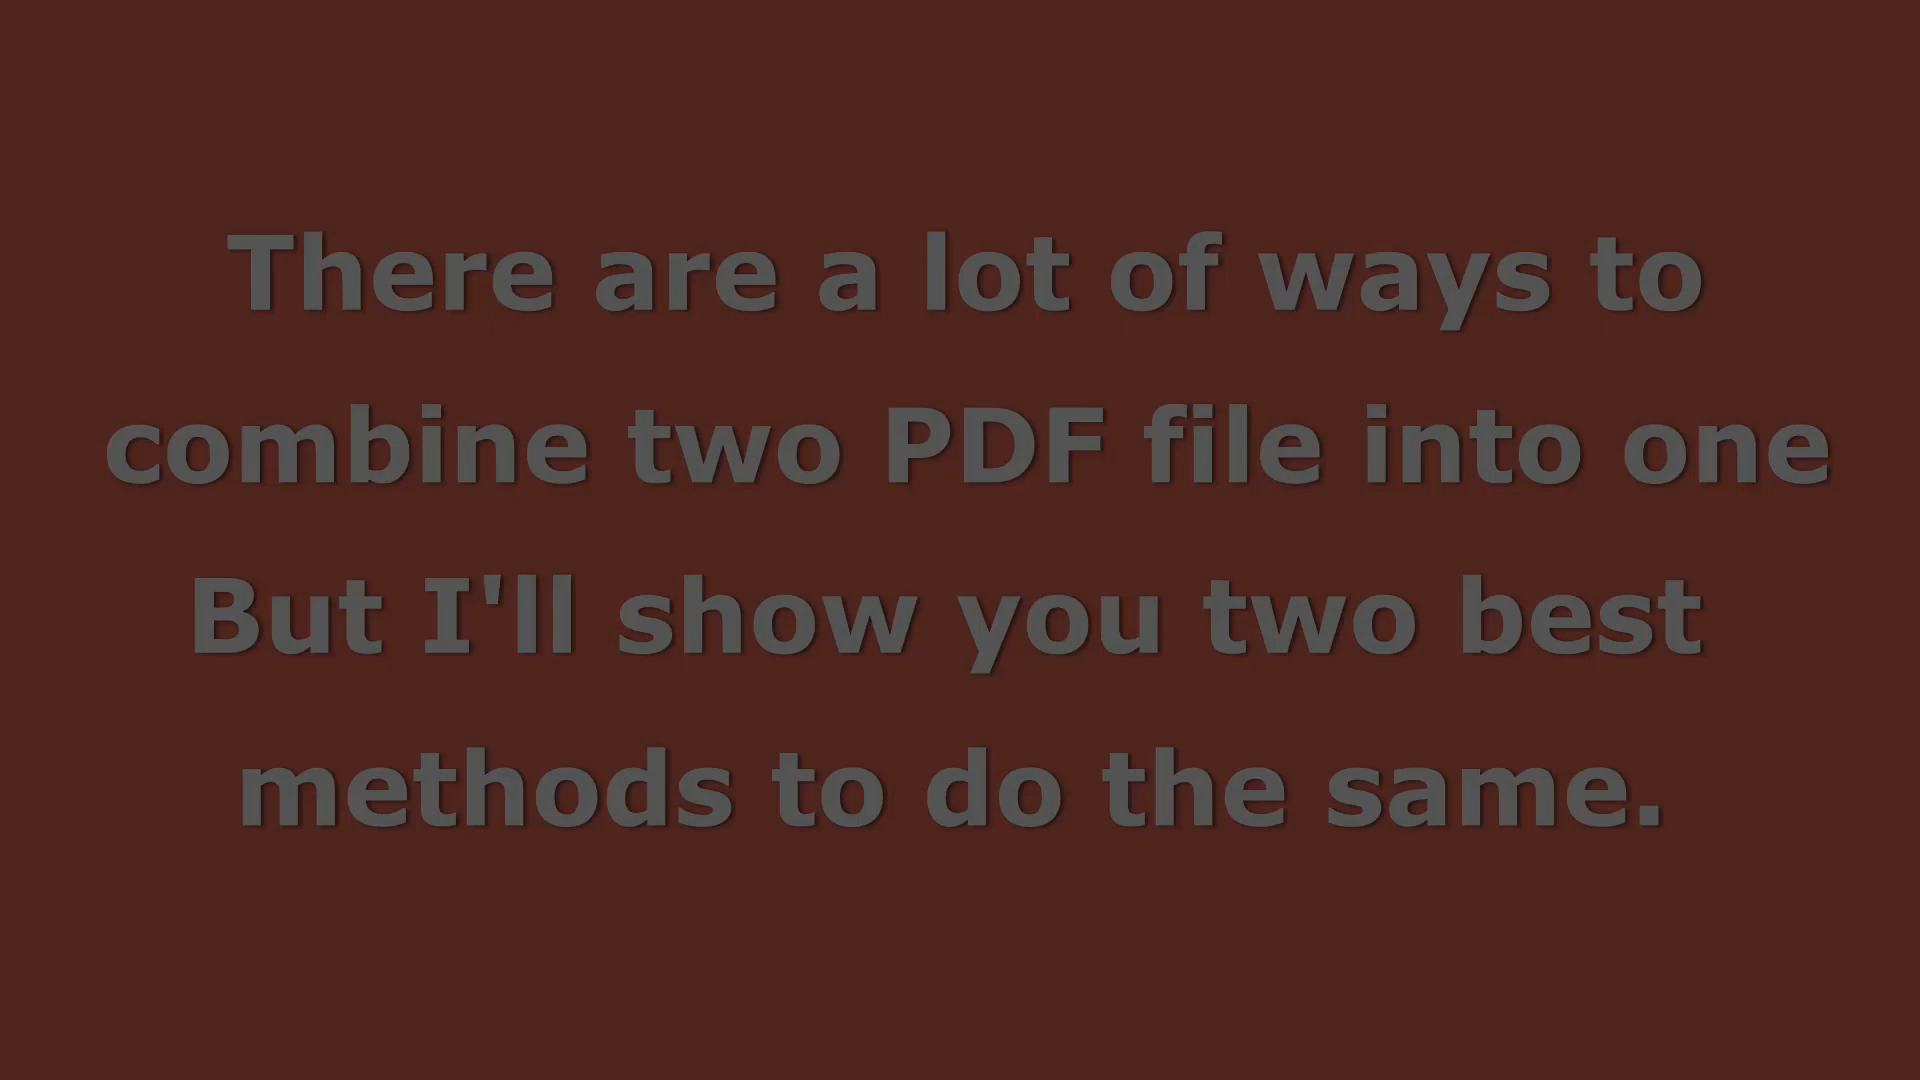 There are a lot of ways to
combine two PDF file into one
But I'll show you two best
methods to do the same.